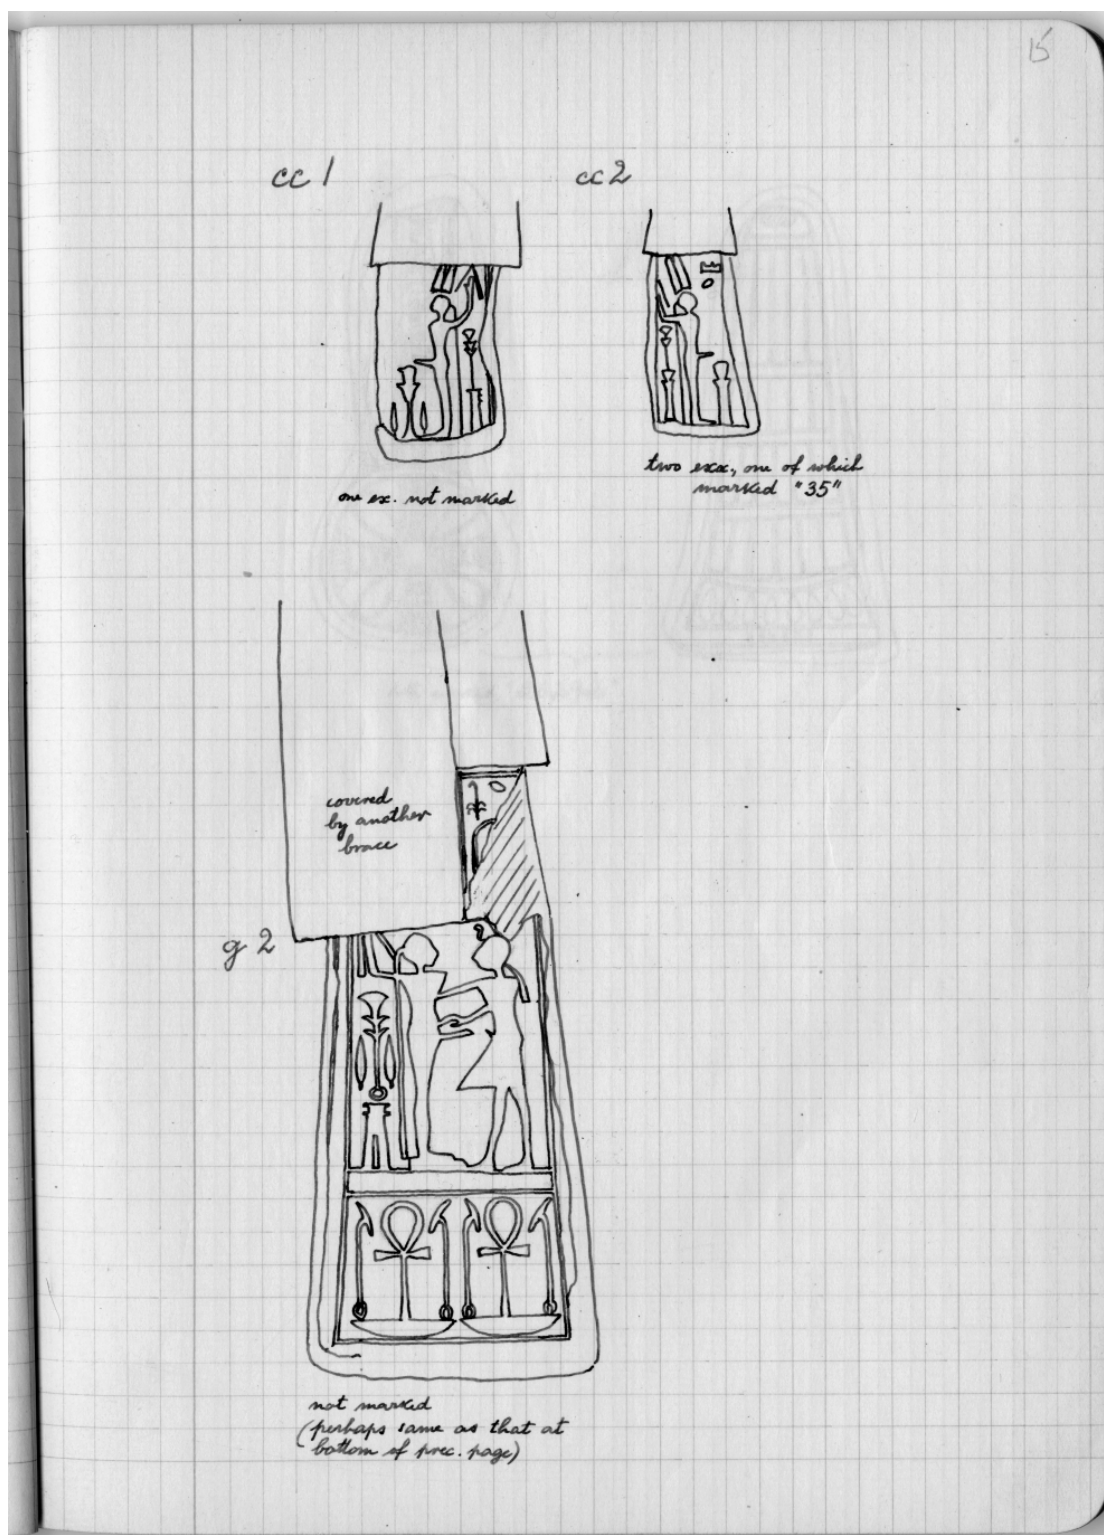 15
cc 1
cc 2
one ex. not marked
two exx., one of which
marked "35"
covered
by another
brace
g 2
not marked
(perhaps same as that at
bottom of prec. page)